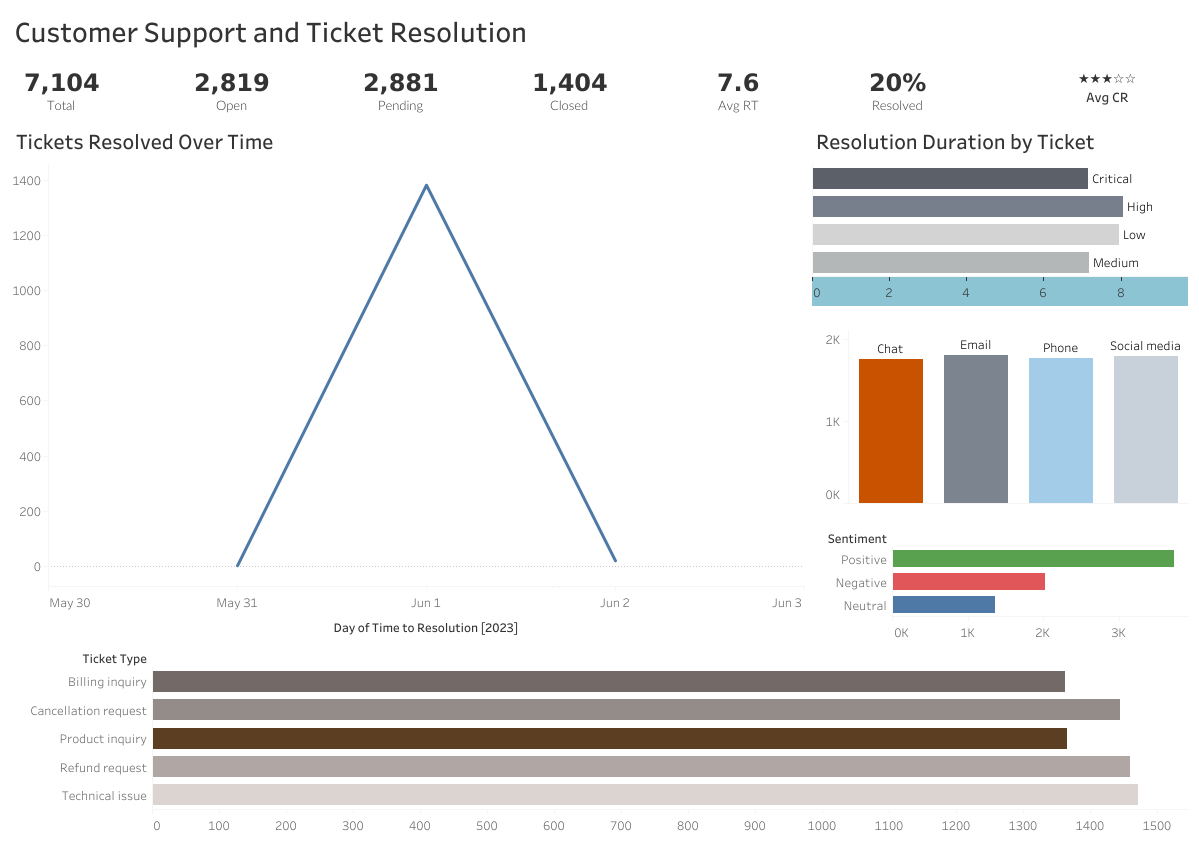 Customer Support and Ticket Resolution
7,104 2,819 2,881 1,404 7.6 20% ★★★☆☆
Total Open Pending Closed Avg RT Resolved Avg CR
Tickets Resolved Over Time
1400
1200
1000
800
600
400
200
0
May 30 May 31 Jun 1 Jun 2 Jun 3
Day of Time to Resolution [2023]
Resolution Duration by Ticket
Critical
High
Low
Medium
0 2 4 6 8
2K
1K
0K
Chat Email Phone Social media
Sentiment
Positive
Negative
Neutral
0K 1K 2K 3K
Ticket Type
Billing inquiry
Cancellation request
Product inquiry
Refund request
Technical issue
0 100 200 300 400 500 600 700 800 900 1000 1100 1200 1300 1400 1500